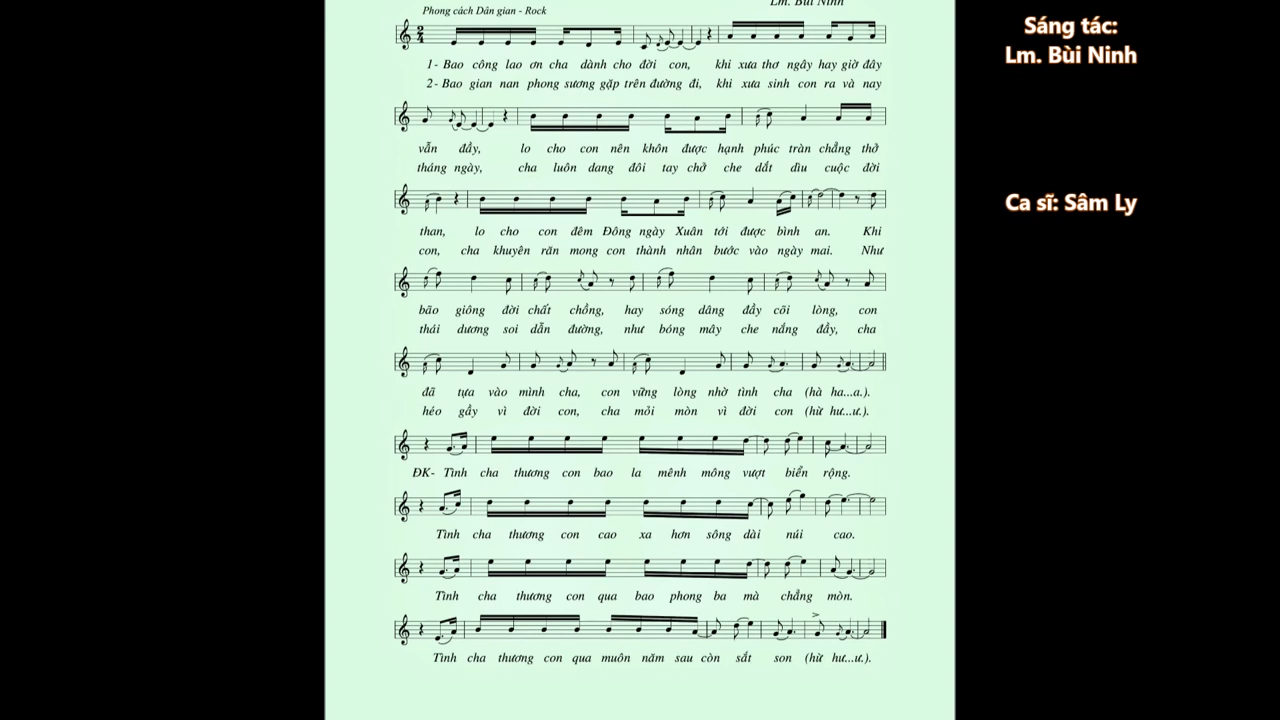 Lm. Bùi Ninh
Phong cách Dân gian - Rock
Sáng tác:
Lm. Bùi Ninh
Ca sĩ: Sâm Ly
2
4
1- Bao công lao ơn cha dành cho đời con, khi xưa thơ ngây hay giờ đây
2- Bao gian nan phong sương gặp trên đường đi, khi xưa sinh con ra và nay
vẫn đầy, lo cho con nên khôn được hạnh phúc tràn chẳng thở
tháng ngày, cha luôn dang đôi tay chở che dắt dìu cuộc đời
than, lo cho con đêm Đông ngày Xuân tới được bình an. Khi
con, cha khuyên răn mong con thành nhân bước vào ngày mai. Như
bão giông đời chất chồng, hay sóng dâng đầy cõi lòng, con
thái dương soi dẫn đường, như bóng mây che nắng đầy, cha
đã tựa vào mình cha, con vững lòng nhờ tình cha (hà ha...a.).
héo gầy vì đời con, cha mỏi mòn vì đời con (hừ hư...ư.).
ĐK- Tình cha thương con bao la mênh mông vượt biển rộng.
Tình cha thương con cao xa hơn sông dài núi cao.
Tình cha thương con qua bao phong ba mà chẳng mòn.
Tình cha thương con qua muôn năm sau còn sắt son (hừ hư...ư.).